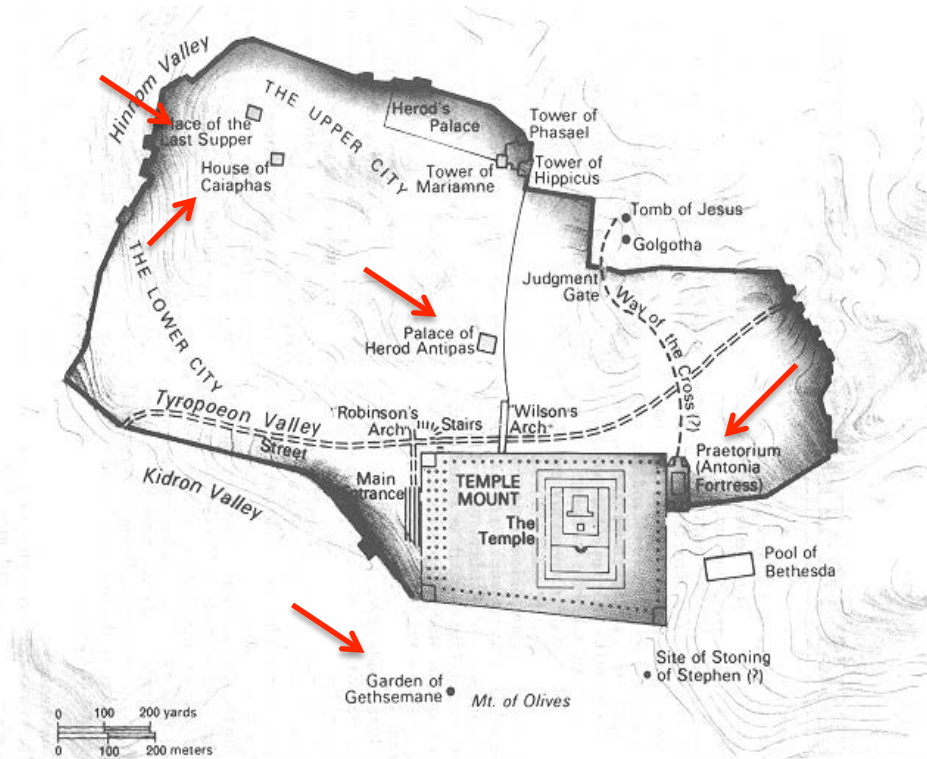 Hinnom Valley
THE UPPER CITY
Herod's
Palace
Tower of
Phasael
lace of the
Last Supper
House of
Caiaphas
Tower of
Mariamne
Tower of
Hippicus
Tomb of Jesus
Golgotha
Judgment
Gate
Way of the Cross (?)
THE LOWER CITY
Palace of
Herod Antipas
Tyropoeon Valley
Street
"Robinson's
Arch"
Stairs
"Wilson's
Arch"
Praetorium
(Antonia
Fortress)
Kidron Valley
Main
ntrance
TEMPLE
MOUNT
The
Temple
Pool of
Bethesda
Garden of
Gethsemane
Mt. of Olives
Site of Stoning
of Stephen (?)
0 100 200 yards
0 100 200 meters